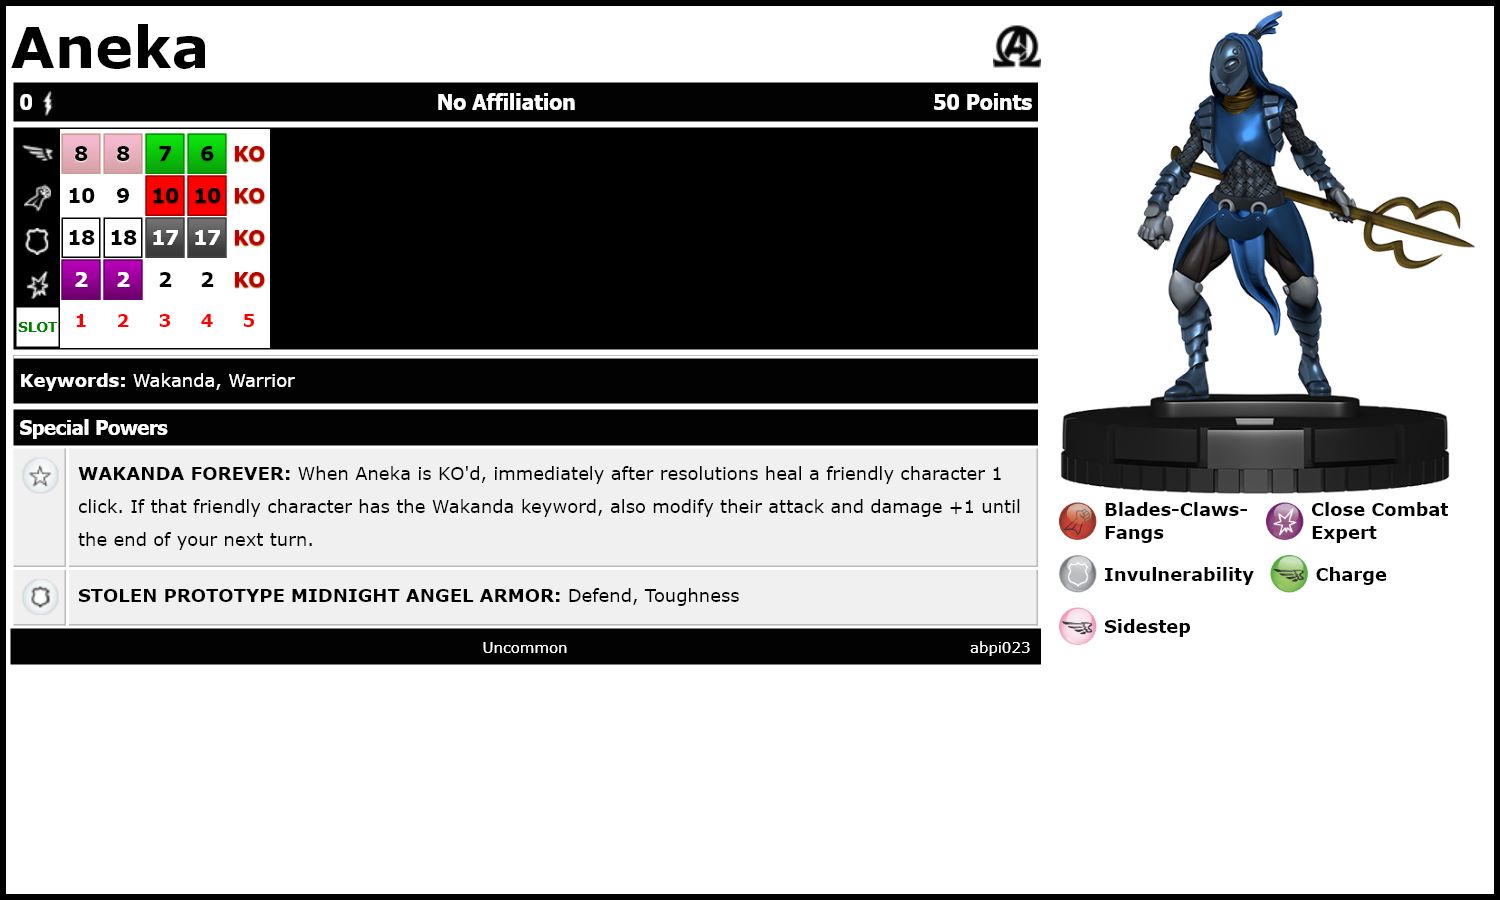 Aneka
0 No Affiliation 50 Points
8 8 7 6 KO
10 9 10 10 KO
18 18 17 17 KO
2 2 2 2 KO
SLOT 1 2 3 4 5
Keywords: Wakanda, Warrior
Special Powers
WAKANDA FOREVER: When Aneka is KO'd, immediately after resolutions heal a friendly character 1
click. If that friendly character has the Wakanda keyword, also modify their attack and damage +1 until
the end of your next turn.
STOLEN PROTOTYPE MIDNIGHT ANGEL ARMOR: Defend, Toughness
Uncommon abpi023
Blades-Claws-
Fangs
Close Combat
Expert
Invulnerability
Charge
Sidestep